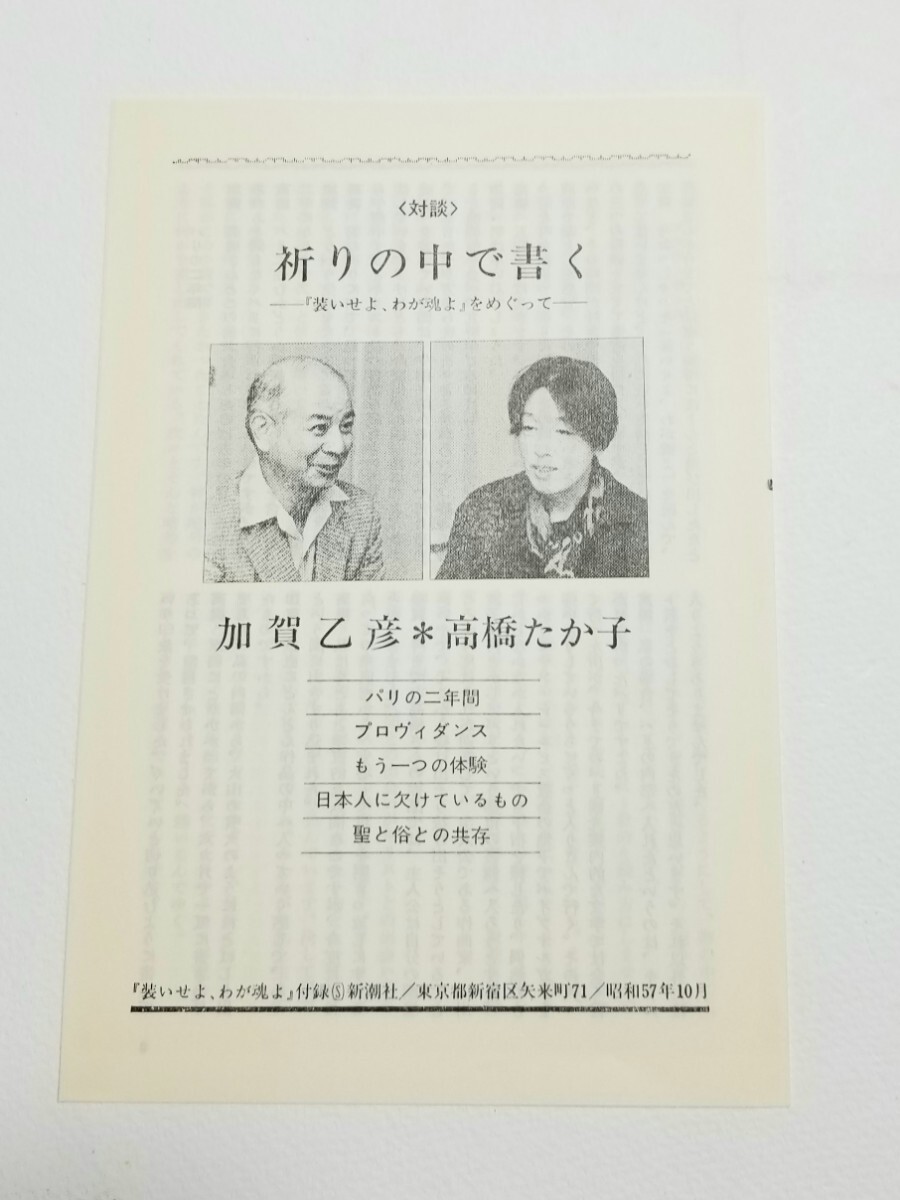 〈対談〉
祈りの中で書く
──『装いせよ、わが魂よ』をめぐって──
加賀乙彦＊高橋たか子
パリの二年間
プロヴィダンス
もう一つの体験
日本人に欠けているもの
聖と俗との共存
『装いせよ、わが魂よ』付録Ⓢ新潮社／東京都新宿区矢来町71／昭和57年10月